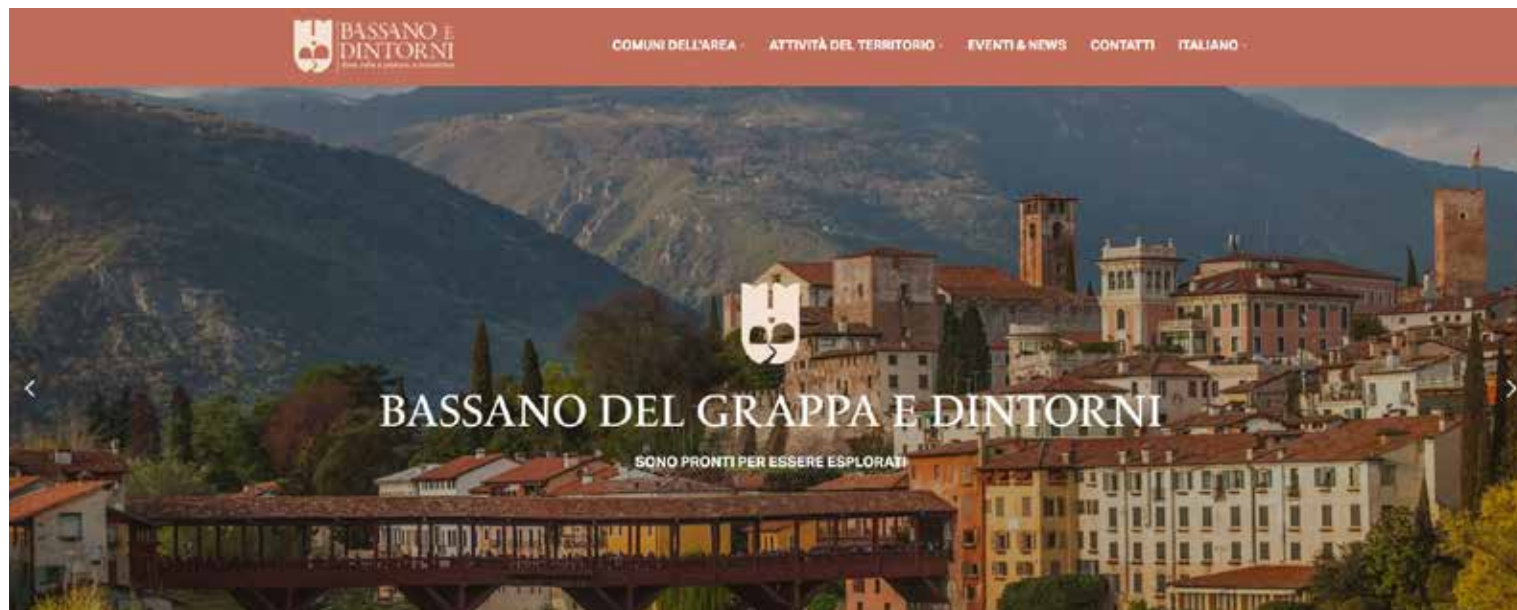 BASSANO E
DINTORNI
COMUNI DELL'AREA
ATTIVITÀ DEL TERRITORIO
EVENTI & NEWS
CONTATTI
ITALIANO
BASSANO DEL GRAPPA E DINTORNI
SONO PRONTI PER ESSERE ESPLORATI